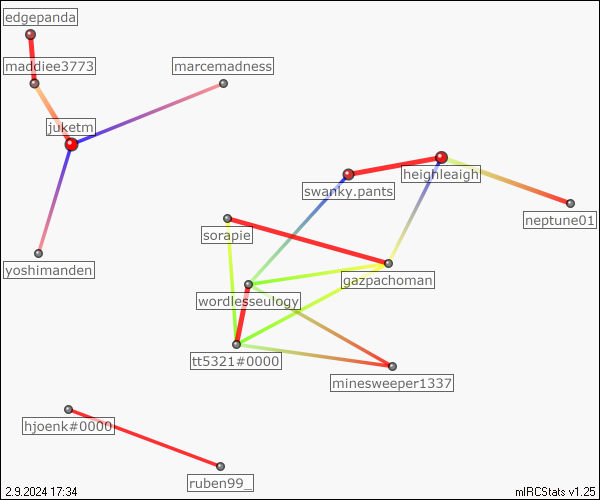 edgepanda
maddiee3773
marcemadness
juketm
heighleaigh
swanky.pants
neptune01
sorapie
yoshimanden
gazpachoman
wordlesseulogy
tt5321#0000
minesweeper1337
hjoenk#0000
ruben99_
2.9.2024 17:34
mIRCStats v1.25